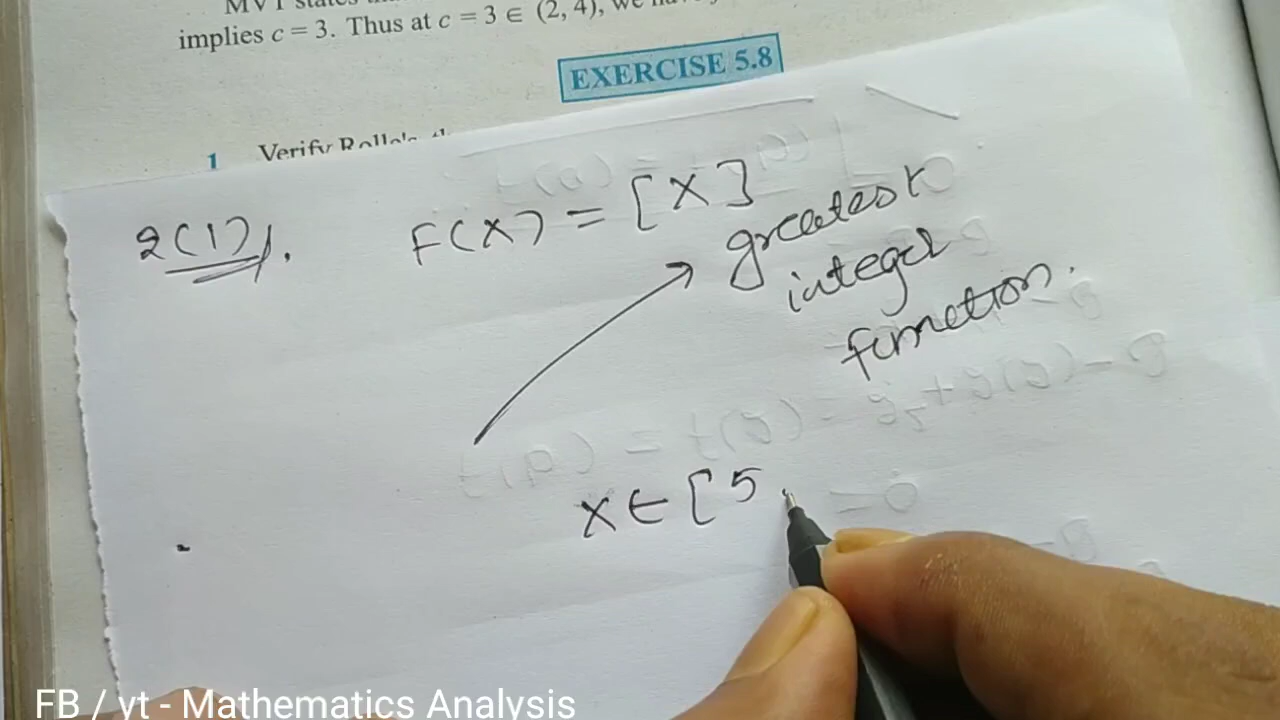 implies c = 3. Thus at c = 3 ∈ (2, 4), we
EXERCISE 5.8
1 Verify Rolle's
2(1). F(x) = [x]
greatest
integer
function.
x ∈ [5
FB / yt - Mathematics Analysis